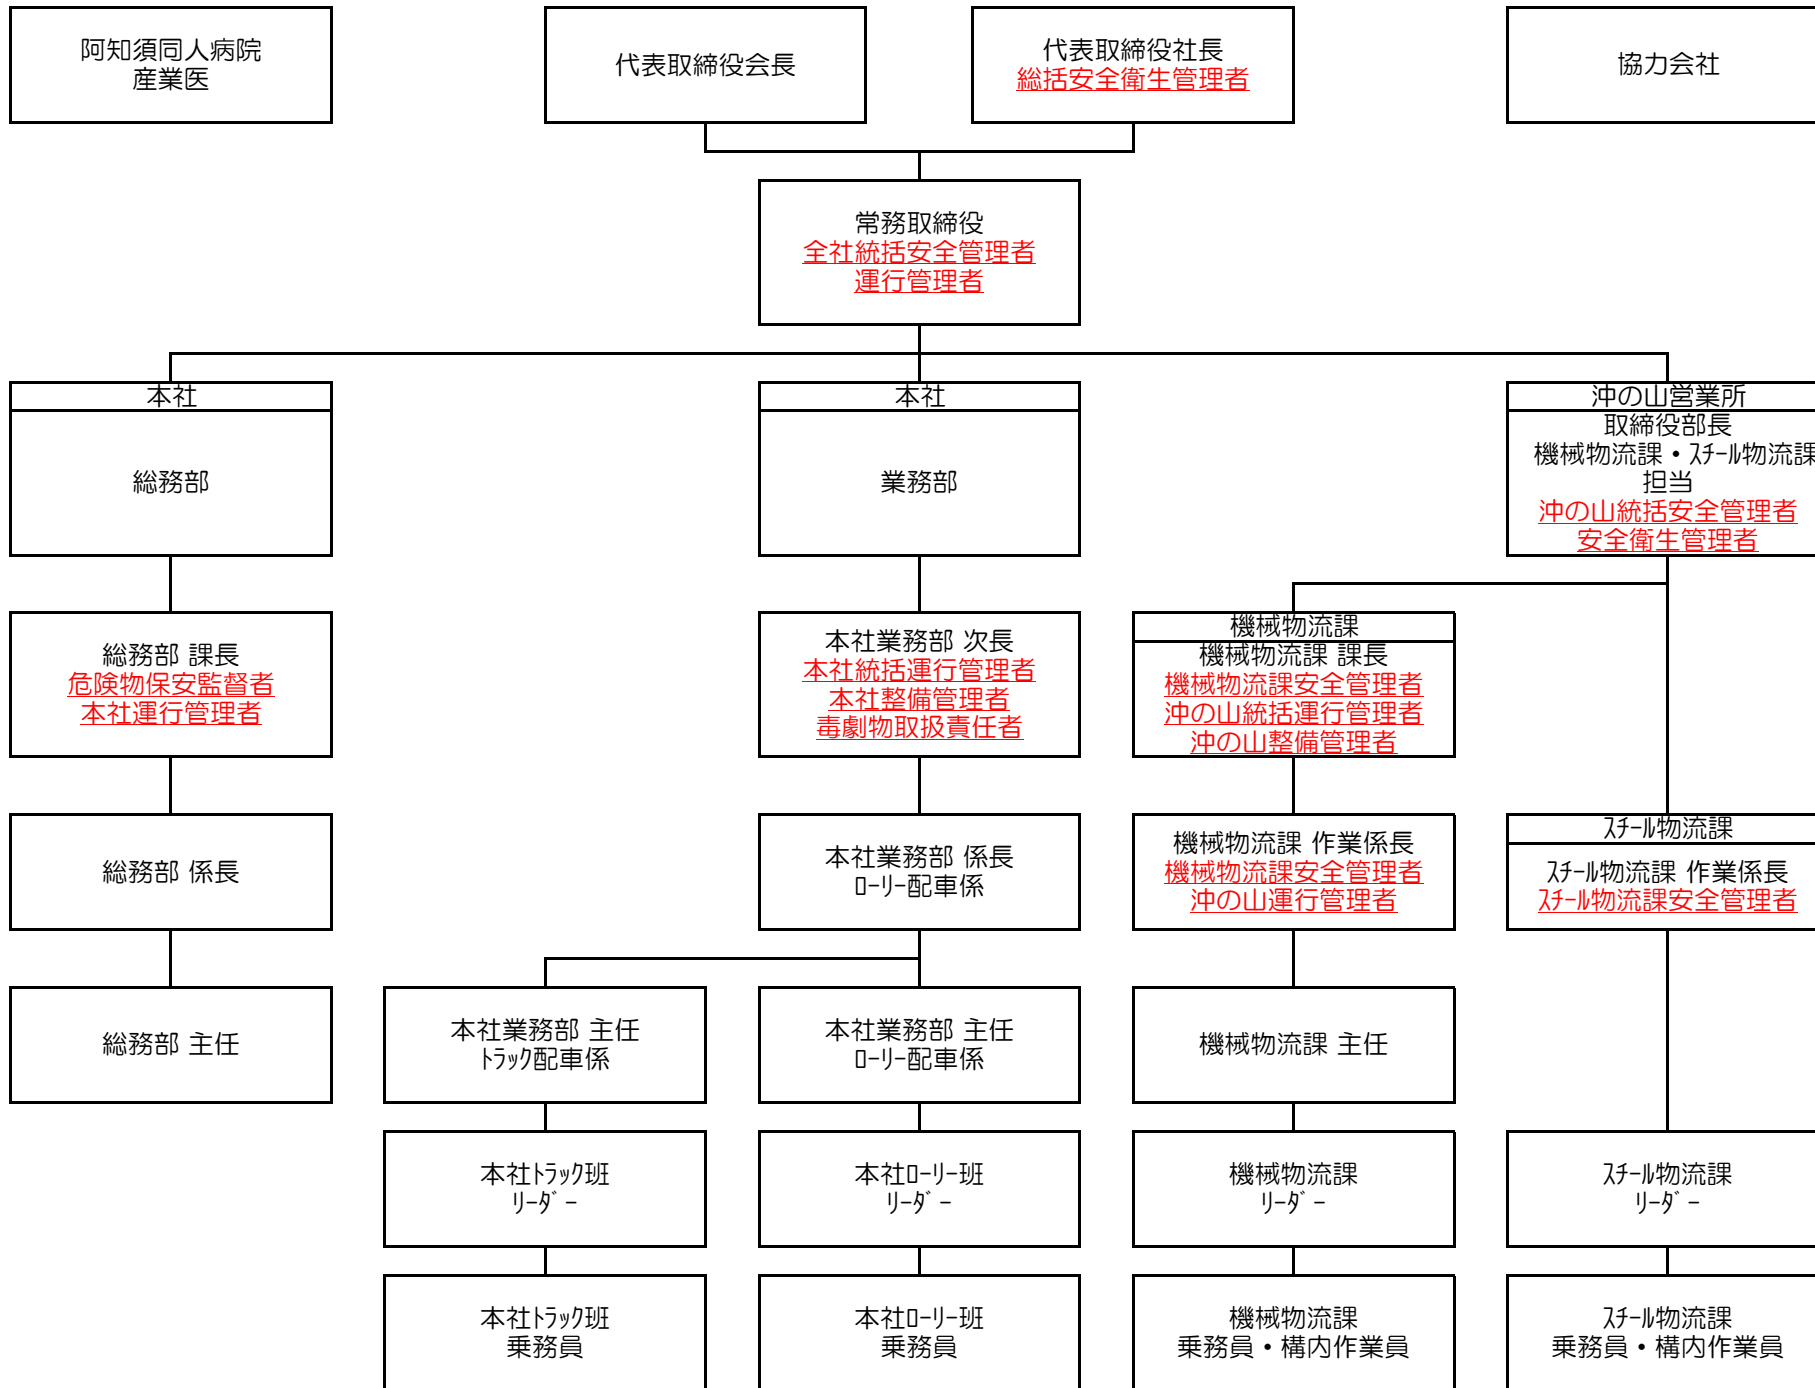 阿知須同人病院
産業医
代表取締役会長
代表取締役社長
総括安全衛生管理者
協力会社
常務取締役
全社統括安全管理者
運行管理者
本社
総務部
本社
業務部
沖の山営業所
取締役部長
機械物流課・ｽﾁｰﾙ物流課
担当
沖の山統括安全管理者
安全衛生管理者
総務部 課長
危険物保安監督者
本社運行管理者
本社業務部 次長
本社統括運行管理者
本社整備管理者
毒劇物取扱責任者
機械物流課
機械物流課 課長
機械物流課安全管理者
沖の山統括運行管理者
沖の山整備管理者
総務部 係長
本社業務部 係長
ﾛｰﾘｰ配車係
機械物流課 作業係長
機械物流課安全管理者
沖の山運行管理者
ｽﾁｰﾙ物流課
ｽﾁｰﾙ物流課 作業係長
ｽﾁｰﾙ物流課安全管理者
総務部 主任
本社業務部 主任
ﾄﾗｯｸ配車係
本社業務部 主任
ﾛｰﾘｰ配車係
機械物流課 主任
本社ﾄﾗｯｸ班
ﾘｰﾀﾞｰ
本社ﾛｰﾘｰ班
ﾘｰﾀﾞｰ
機械物流課
ﾘｰﾀﾞｰ
ｽﾁｰﾙ物流課
ﾘｰﾀﾞｰ
本社ﾄﾗｯｸ班
乗務員
本社ﾛｰﾘｰ班
乗務員
機械物流課
乗務員・構内作業員
ｽﾁｰﾙ物流課
乗務員・構内作業員